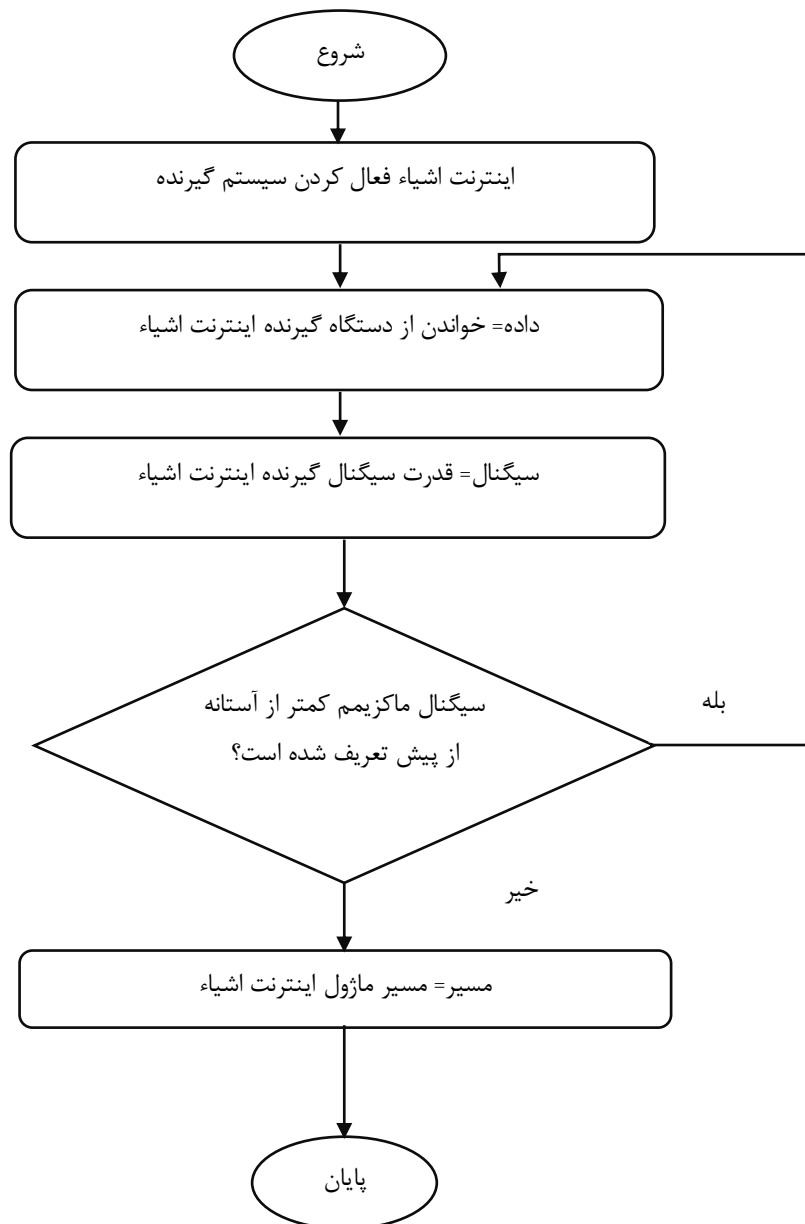 شروع
اینترنت اشیاء فعال کردن سیستم گیرنده
داده= خواندن از دستگاه گیرنده اینترنت اشیاء
سیگنال= قدرت سیگنال گیرنده اینترنت اشیاء
سیگنال ماکزیمم کمتر از آستانه
از پیش تعریف شده است؟
بله
خیر
مسیر= مسیر ماژول اینترنت اشیاء
پایان